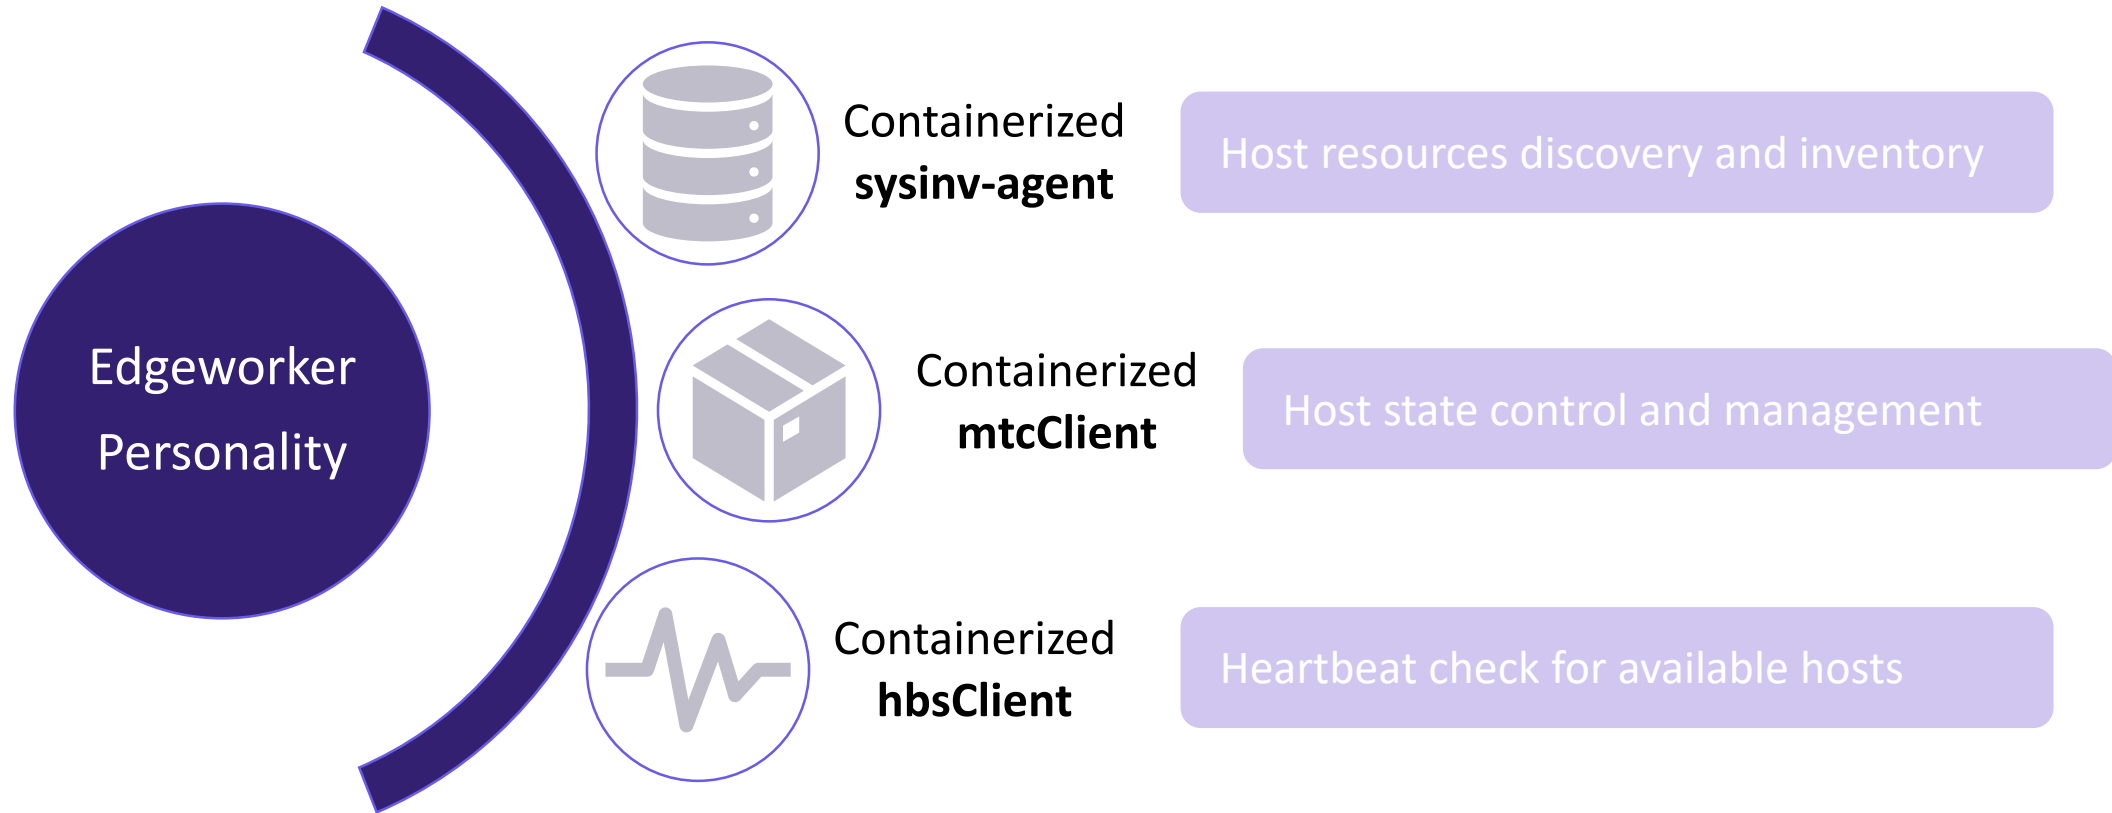 Edgeworker
Personality
Containerized
sysinv-agent
Host resources discovery and inventory
Containerized
mtcClient
Host state control and management
Containerized
hbsClient
Heartbeat check for available hosts